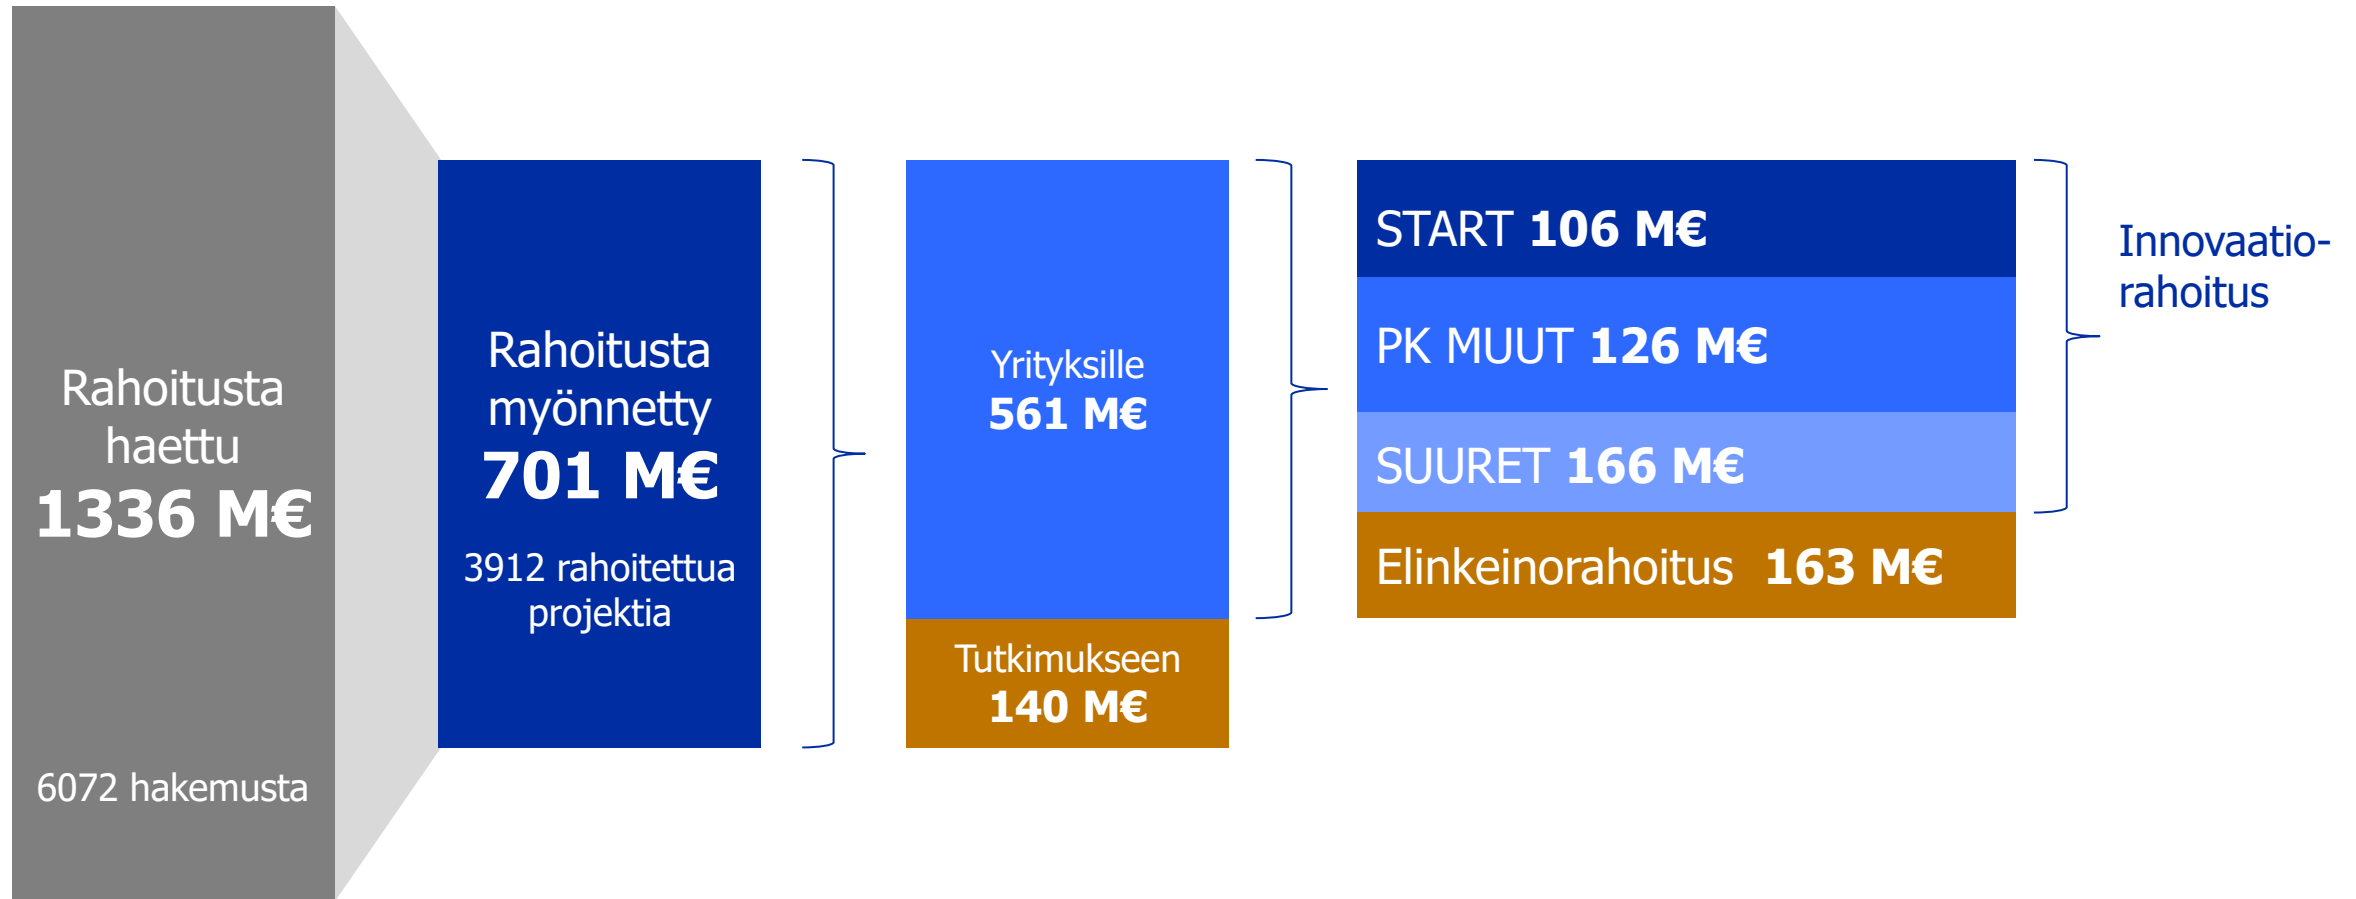 Rahoitusta
haettu
1336 M€
6072 hakemusta
Rahoitusta
myönnetty
701 M€
3912 rahoitettua
projektia
Yrityksille
561 M€
Tutkimukseen
140 M€
START 106 M€
PK MUUT 126 M€
SUURET 166 M€
Elinkeinorahoitus 163 M€
Innovaatio-
rahoitus